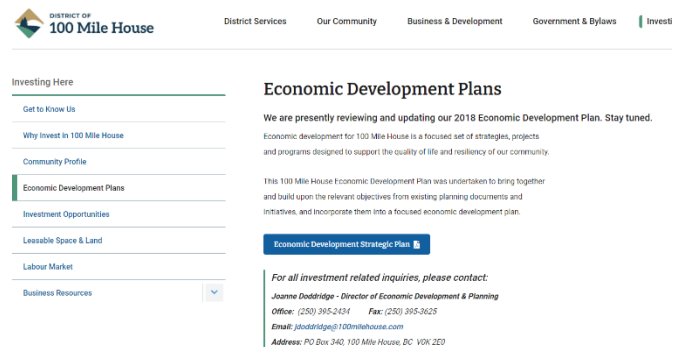 DISTRICT OF
100 Mile House
District Services
Our Community
Business & Development
Government & Bylaws
Investi
Investing Here
Get to Know Us
Why Invest in 100 Mile House
Community Profile
Economic Development Plans
Investment Opportunities
Leasable Space & Land
Labour Market
Business Resources
Economic Development Plans
We are presently reviewing and updating our 2018 Economic Development Plan. Stay tuned.
Economic development for 100 Mile House is a focused set of strategies, projects
and programs designed to support the quality of life and resiliency of our community.
This 100 Mile House Economic Development Plan was undertaken to bring together
and build upon the relevant objectives from existing planning documents and
initiatives, and incorporate them into a focused economic development plan.
Economic Development Strategic Plan
For all investment related inquiries, please contact:
Joanne Doddridge - Director of Economic Development & Planning
Office: (250) 395-2434 Fax: (250) 395-3625
Email: jdoddridge@100milehouse.com
Address: PO Box 340, 100 Mile House, BC V0K 2E0